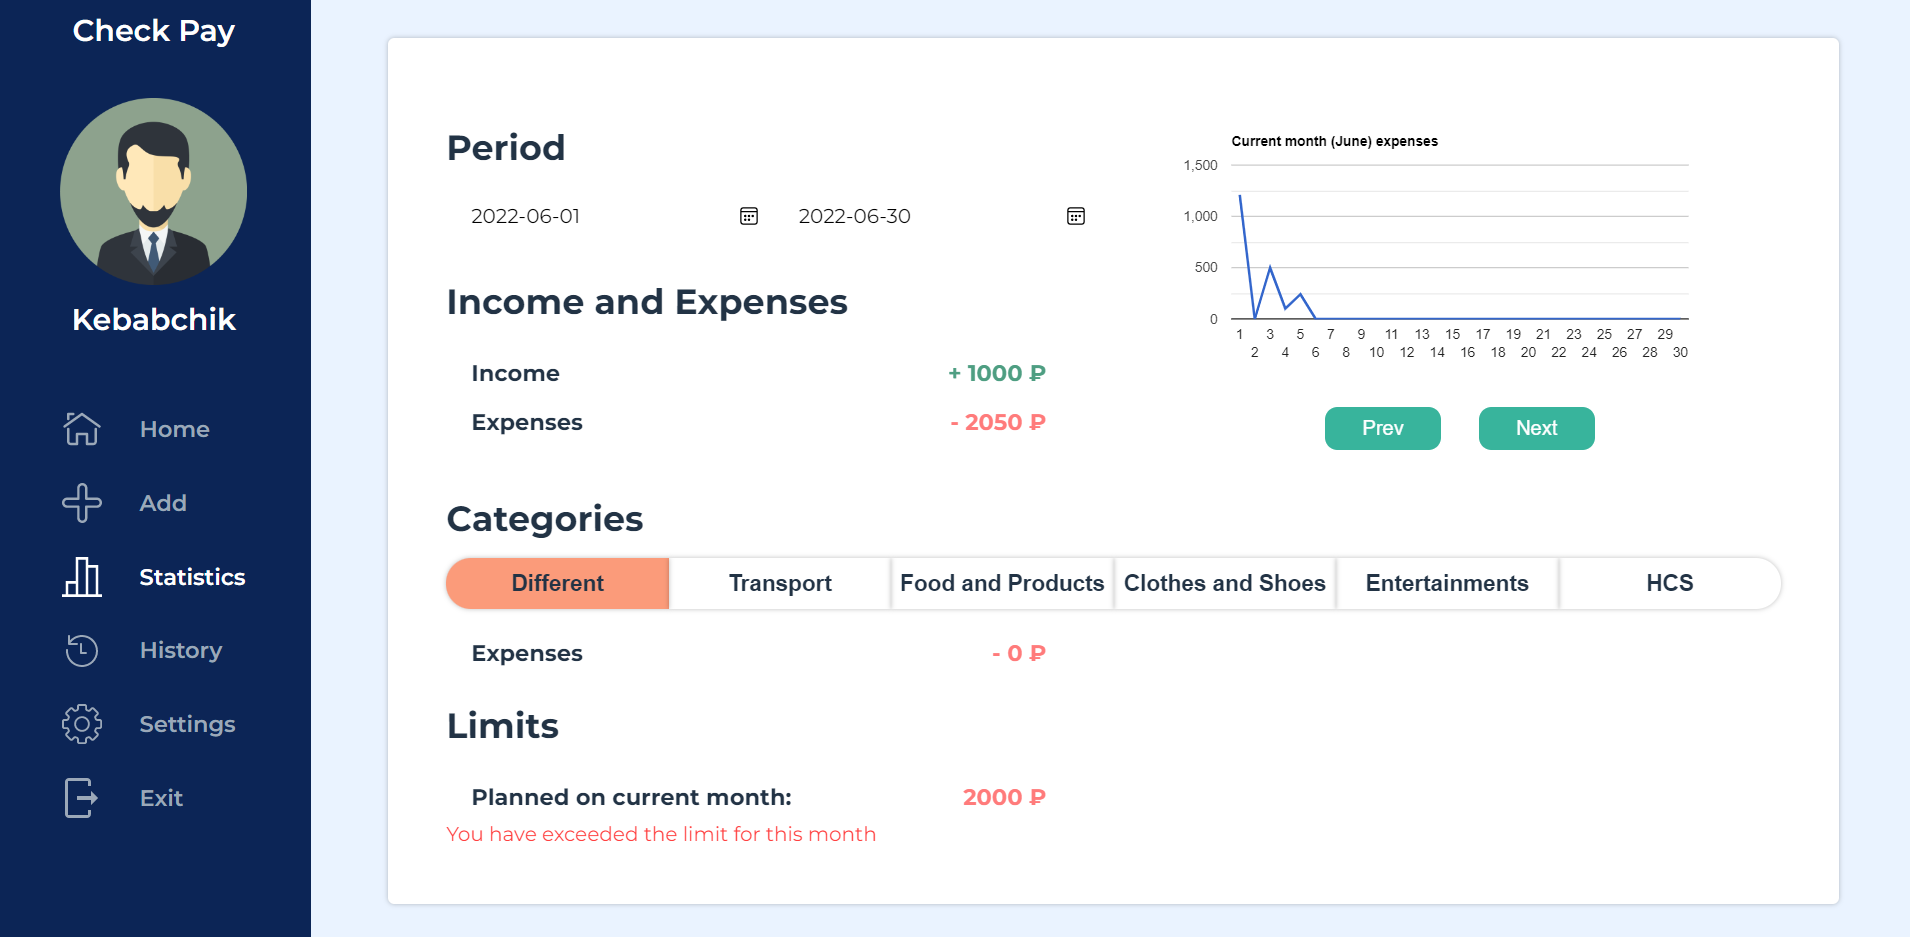 Check Pay
Kebabchik
Home
Add
Statistics
History
Settings
Exit
Period
2022-06-01 2022-06-30
Income and Expenses
Income + 1000 ₽
Expenses - 2050 ₽
Current month (June) expenses
1,500
1,000
500
0
1 3 5 7 9 11 13 15 17 19 21 23 25 27 29
2 4 6 8 10 12 14 16 18 20 22 24 26 28 30
Prev Next
Categories
Different Transport Food and Products Clothes and Shoes Entertainments HCS
Expenses - 0 ₽
Limits
Planned on current month: 2000 ₽
You have exceeded the limit for this month